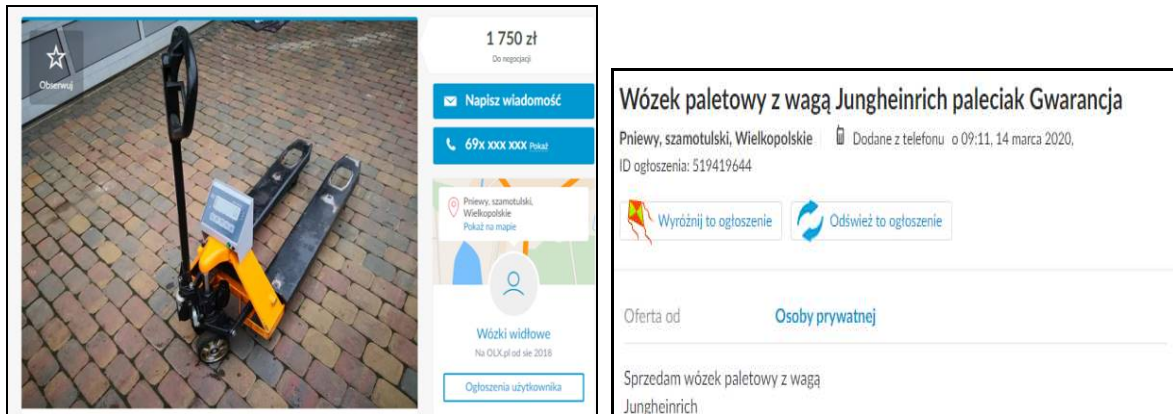 Obserwuj
1 750 zł
Do negocjacji
Napisz wiadomość
69x xxx xxx Pokaż
Pniewy, szamotulski,
Wielkopolskie
Pokaż na mapie
Wózki widłowe
Na OLX.pl od sie 2018
Ogłoszenia użytkownika
Wózek paletowy z wagą Jungheinrich paleciak Gwarancja
Pniewy, szamotulski, Wielkopolskie Dodane z telefonu o 09:11, 14 marca 2020,
ID ogłoszenia: 519419644
Wyróżnij to ogłoszenie Odśwież to ogłoszenie
Oferta od Osoby prywatnej
Sprzedam wózek paletowy z wagą
Jungheinrich